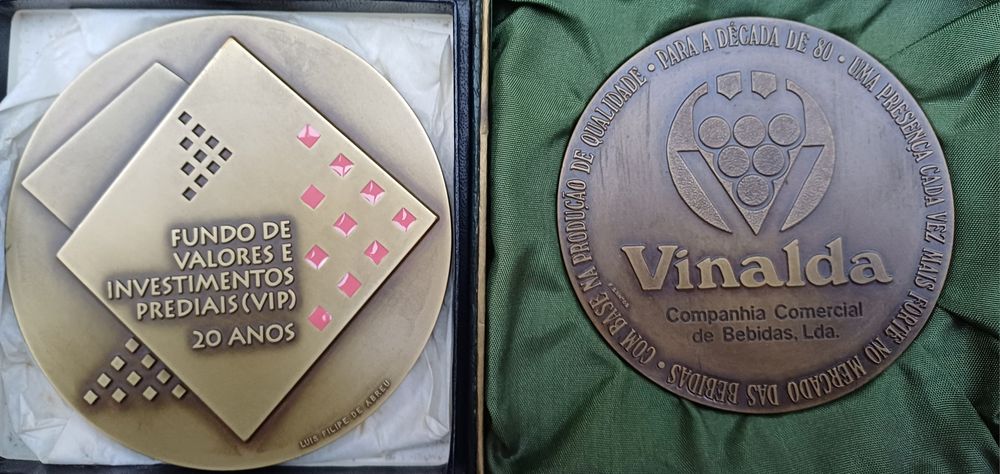 FUNDO DE
VALORES E
INVESTIMENTOS
PREDIAIS (VIP)
20 ANOS
LUIS FILIPE DE ABREU
COM BASE NA PRODUÇÃO DE QUALIDADE • PARA A DÉCADA DE 80 • UMA PRESENÇA CADA VEZ MAIS FORTE NO MERCADO DAS BEBIDAS •
Vinalda
Companhia Comercial
de Bebidas, Lda.